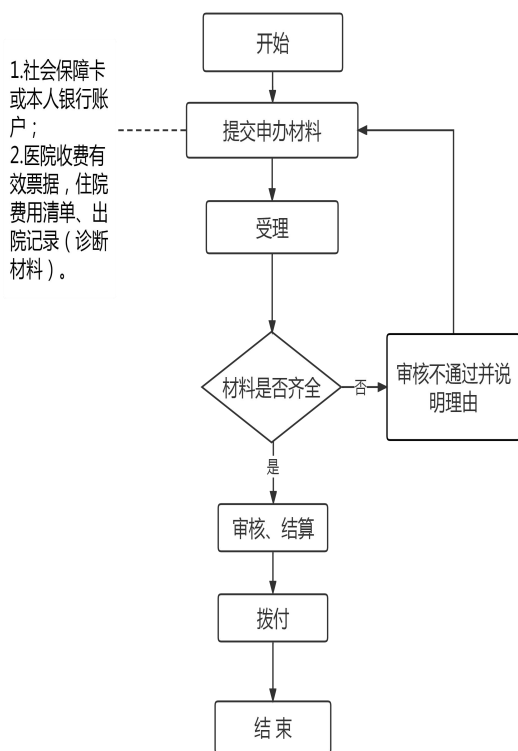 开始
1.社会保障卡
或本人银行账
户；
2.医院收费有
效票据，住院
费用清单、出
院记录（诊断
材料）。
提交申办材料
受理
材料是否齐全
否
审核不通过并说
明理由
是
审核、结算
拨付
结 束